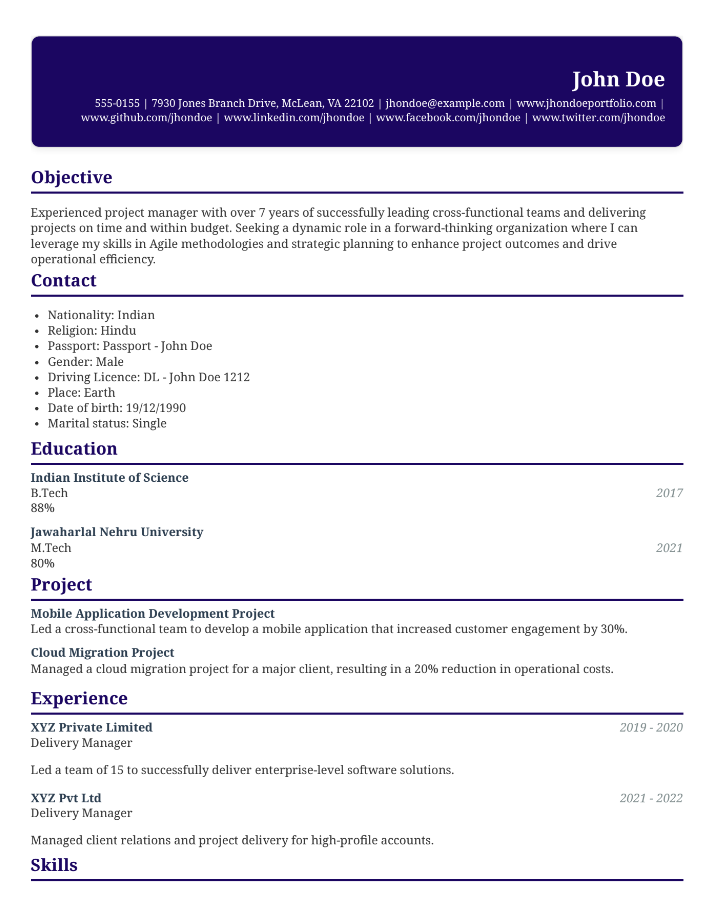 John Doe
555-0155 | 7930 Jones Branch Drive, McLean, VA 22102 | jhondoe@example.com | www.jhondoeportfolio.com |
www.github.com/jhondoe | www.linkedin.com/jhondoe | www.facebook.com/jhondoe | www.twitter.com/jhondoe
Objective
Experienced project manager with over 7 years of successfully leading cross-functional teams and delivering
projects on time and within budget. Seeking a dynamic role in a forward-thinking organization where I can
leverage my skills in Agile methodologies and strategic planning to enhance project outcomes and drive
operational efficiency.
Contact
• Nationality: Indian
• Religion: Hindu
• Passport: Passport - John Doe
• Gender: Male
• Driving Licence: DL - John Doe 1212
• Place: Earth
• Date of birth: 19/12/1990
• Marital status: Single
Education
Indian Institute of Science
B.Tech 2017
88%
Jawaharlal Nehru University
M.Tech 2021
80%
Project
Mobile Application Development Project
Led a cross-functional team to develop a mobile application that increased customer engagement by 30%.
Cloud Migration Project
Managed a cloud migration project for a major client, resulting in a 20% reduction in operational costs.
Experience
XYZ Private Limited 2019 - 2020
Delivery Manager
Led a team of 15 to successfully deliver enterprise-level software solutions.
XYZ Pvt Ltd 2021 - 2022
Delivery Manager
Managed client relations and project delivery for high-profile accounts.
Skills